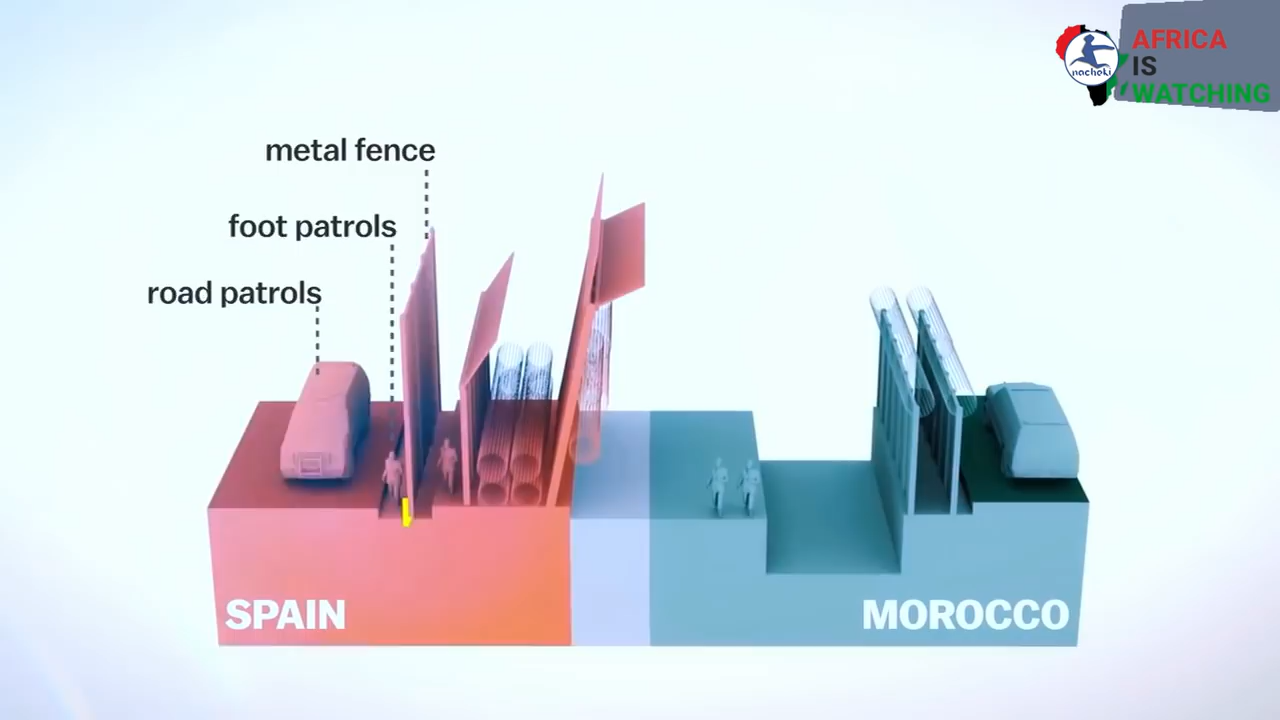 AFRICA
IS
WATCHING
nacheki
metal fence
foot patrols
road patrols
SPAIN
MOROCCO